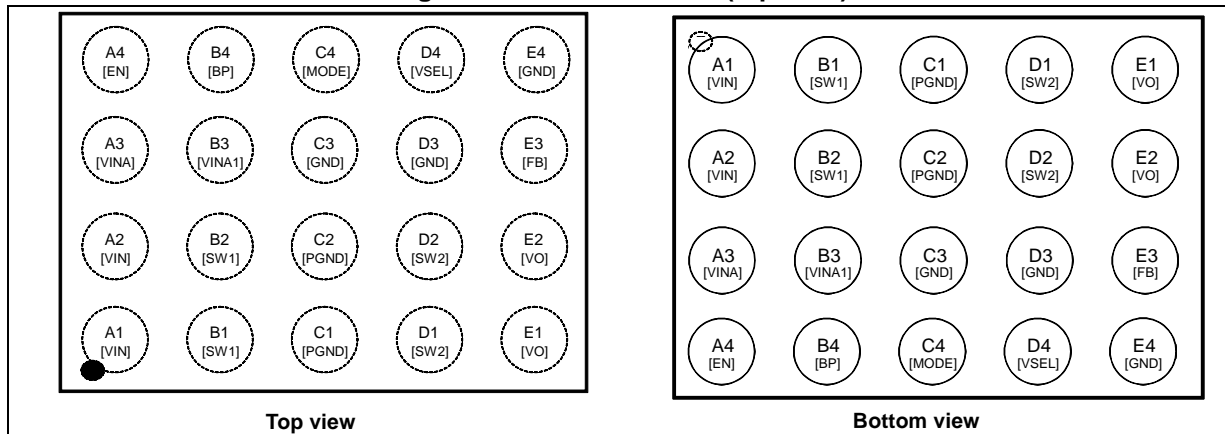 A4 B4 C4 D4 E4
[EN] [BP] [MODE] [VSEL] [GND]
A3 B3 C3 D3 E3
[VINA] [VINA1] [GND] [GND] [FB]
A2 B2 C2 D2 E2
[VIN] [SW1] [PGND] [SW2] [VO]
A1 B1 C1 D1 E1
[VIN] [SW1] [PGND] [SW2] [VO]
Top view
A1 B1 C1 D1 E1
[VIN] [SW1] [PGND] [SW2] [VO]
A2 B2 C2 D2 E2
[VIN] [SW1] [PGND] [SW2] [VO]
A3 B3 C3 D3 E3
[VINA] [VINA1] [GND] [GND] [FB]
A4 B4 C4 D4 E4
[EN] [BP] [MODE] [VSEL] [GND]
Bottom view